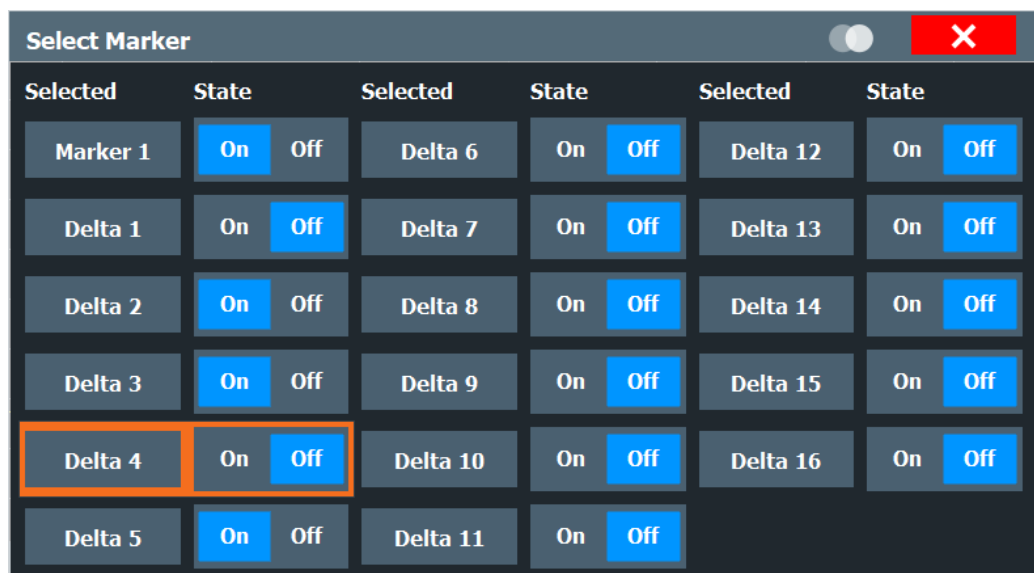 Select Marker
Selected State Selected State Selected State
Marker 1 On Off Delta 6 On Off Delta 12 On Off
Delta 1 On Off Delta 7 On Off Delta 13 On Off
Delta 2 On Off Delta 8 On Off Delta 14 On Off
Delta 3 On Off Delta 9 On Off Delta 15 On Off
Delta 4 On Off Delta 10 On Off Delta 16 On Off
Delta 5 On Off Delta 11 On Off